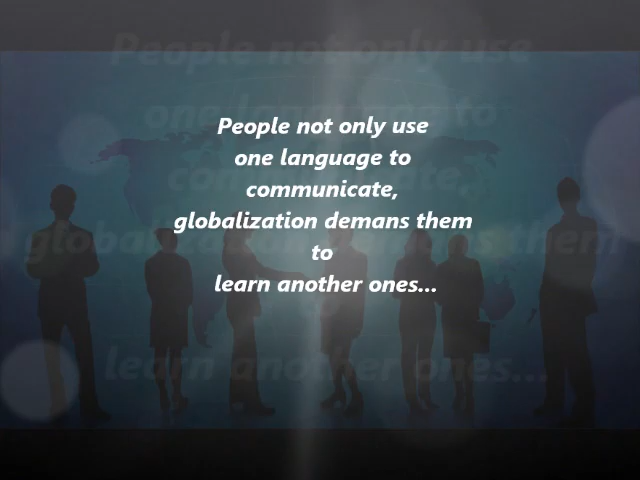 People not only use
one language to
communicate,
globalization demans them
to
learn another ones...